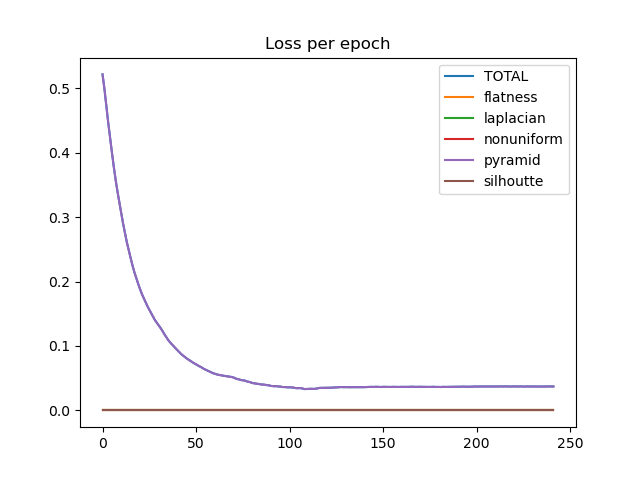 Loss per epoch
TOTAL
flatness
laplacian
nonuniform
pyramid
silhoutte
0.5
0.4
0.3
0.2
0.1
0.0
0 50 100 150 200 250